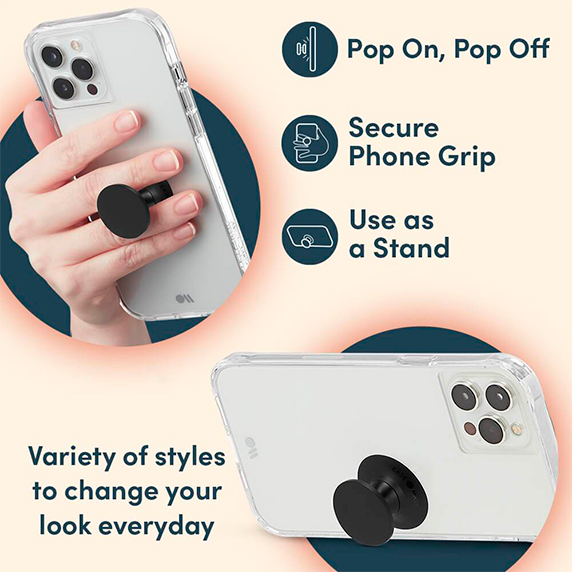 Pop On, Pop Off
Secure
Phone Grip
Use as
a Stand
Variety of styles
to change your
look everyday